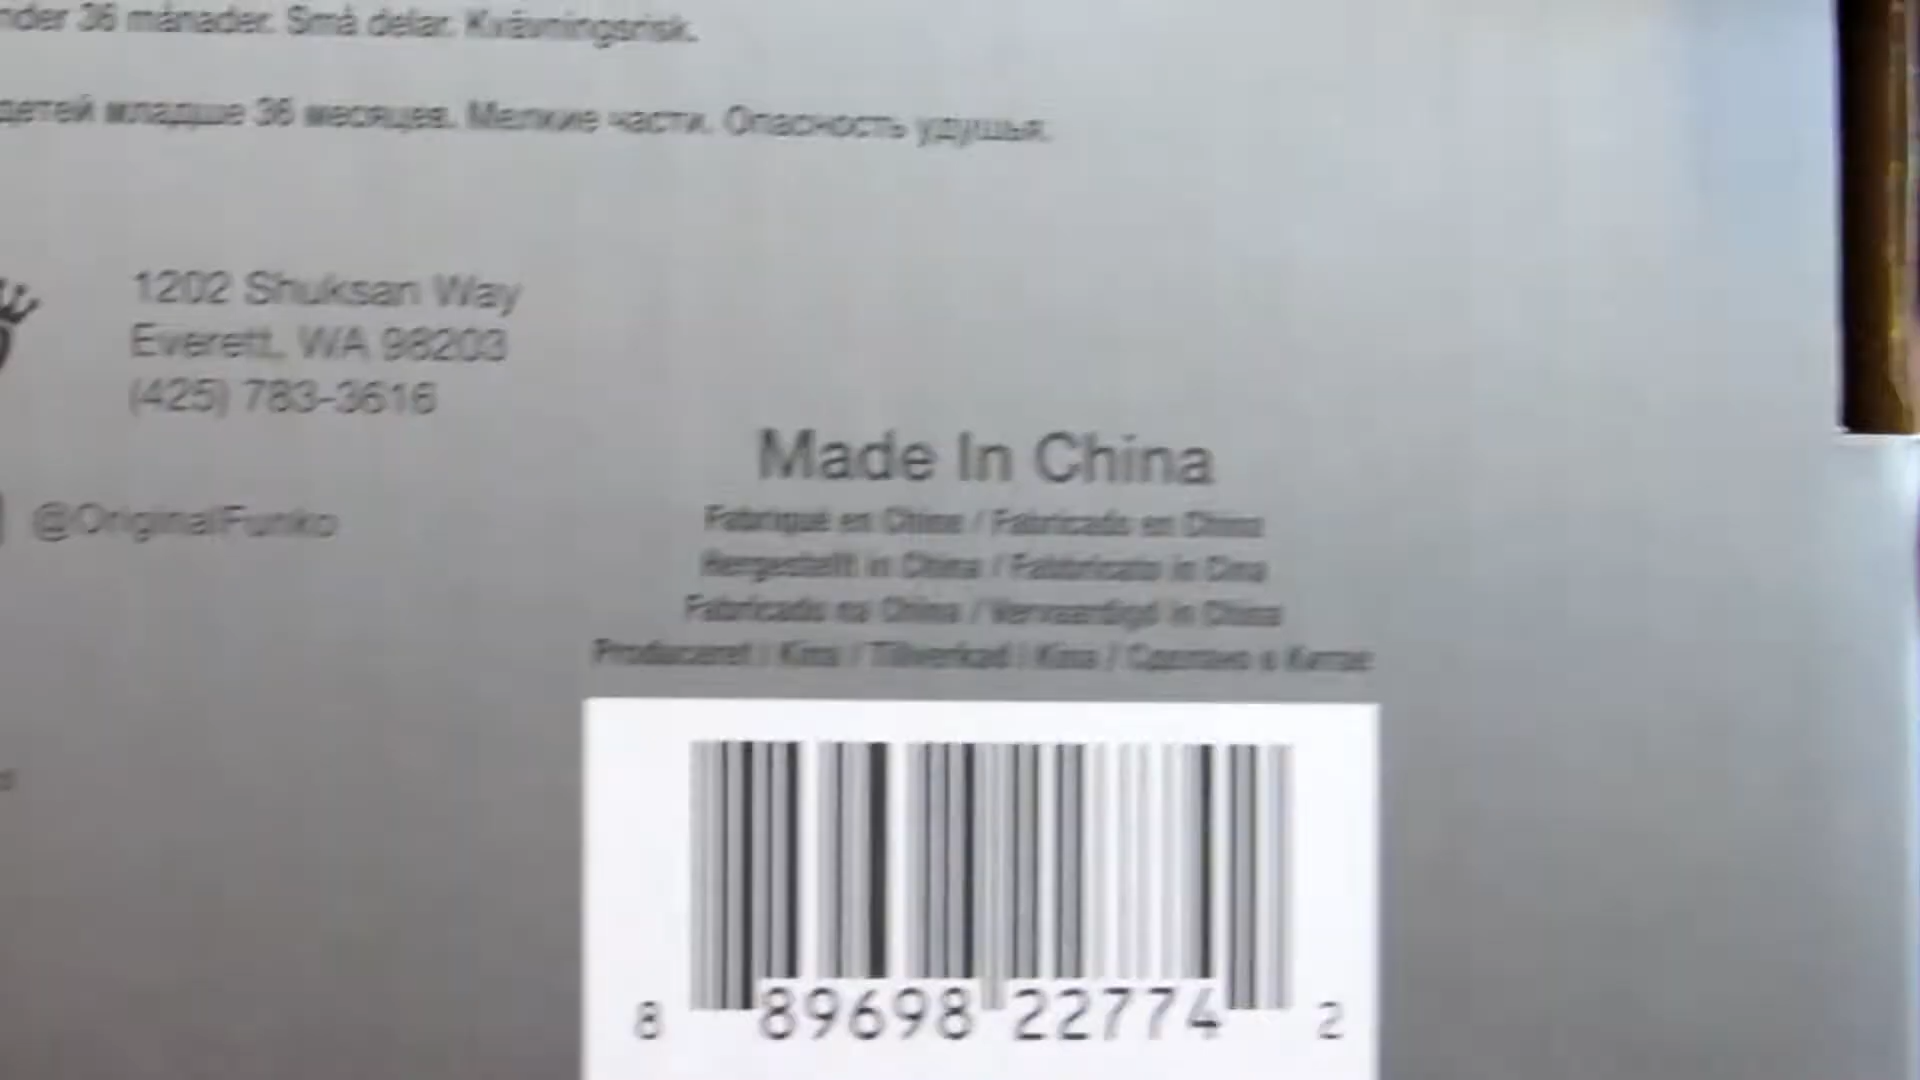 nder 36 månader. Små delar. Kvävningsrisk.
детей младше 36 месяцев. Мелкие части. Опасность удушья.
1202 Shuksan Way
Everett, WA 98203
(425) 783-3616
@OriginalFunko
Made In China
Fabriqué en Chine / Fabricado en China
Hergestellt in China / Fabbricato in Cina
Fabricado na China / Vervaardigd in China
Produceret i Kina / Tillverkad i Kina / Сделано в Китае
8 89698 22774 2